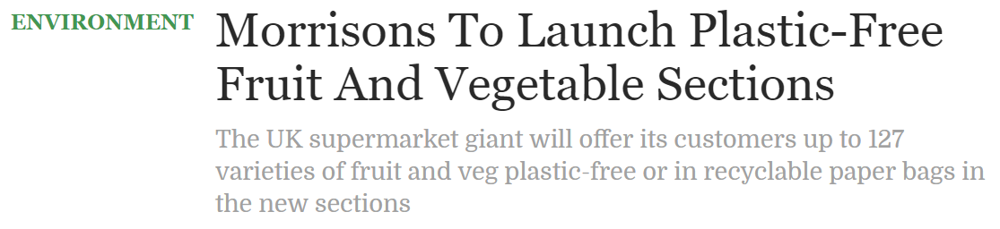 ENVIRONMENT
Morrisons To Launch Plastic-Free
Fruit And Vegetable Sections
The UK supermarket giant will offer its customers up to 127
varieties of fruit and veg plastic-free or in recyclable paper bags in
the new sections